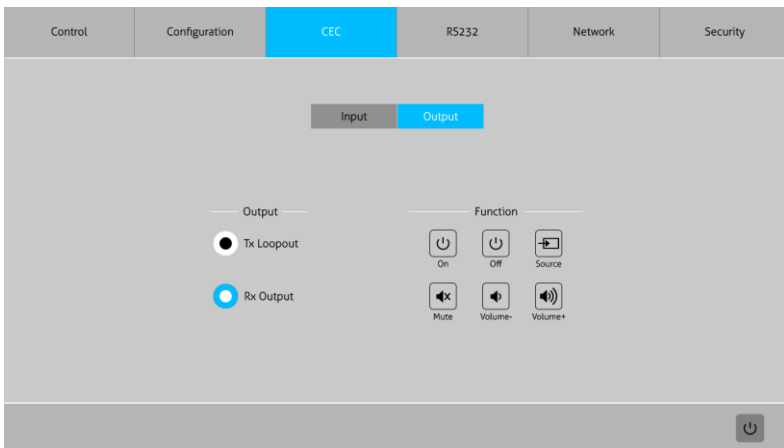 Control Configuration CEC RS232 Network Security
Input Output
Output Function
Tx Loopout
On Off Source
Rx Output
Mute Volume- Volume+